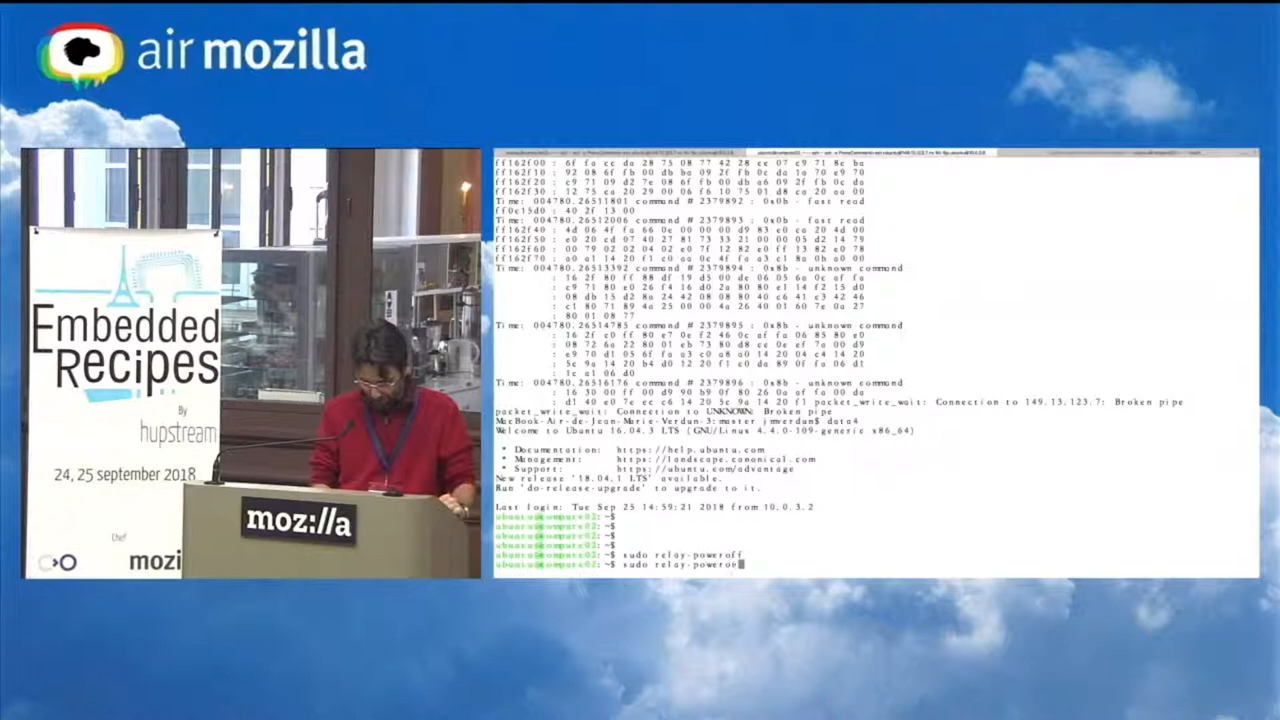 air mozilla
Embedded
Recipes
By
hupstream
24, 25 september 2018
Chef
mozi
moz://a
ff162f00 : 6f fa cc da 28 75 08 77 42 28 ce 07 c9 71 8c ba
ff162f10 : 92 08 6f fb 00 db ba 09 2f fb 0c da 1a 70 e9 70
ff162f20 : c9 71 09 d2 7e 08 6f fb 00 db a6 09 2f fb 0c da
ff162f30 : 12 75 ca 20 29 00 06 f6 10 75 01 d8 ca 20 aa 00
Time: 004780.26511801 command # 2379892 : 0x0b - fast read
ff0c15d0 : 40 2f 13 00
Time: 004780.26512006 command # 2379893 : 0x0b - fast read
ff162f40 : 4d 06 4f fa 66 0e 00 00 00 d9 83 e0 ca 20 4d 00
ff162f50 : e0 20 cd 07 40 27 81 73 33 21 00 00 05 d2 14 79
ff162f60 : 00 79 02 02 04 02 e0 7f 12 82 e0 ff 13 82 e0 78
ff162f70 : a0 a1 14 20 f1 c0 aa 0c 4f fa a3 c1 8a 0b a0 00
Time: 004780.26513392 command # 2379894 : 0x8b - unknown command
: 16 2f 80 ff 88 df 19 d5 00 de 06 05 6a 0c af fa
: c9 71 80 e0 26 f4 16 d0 2a 80 80 e1 14 f2 15 d0
: 08 db 15 d2 8a 24 42 08 08 80 40 c6 41 c3 42 46
: c1 80 71 89 4a 25 00 00 4a 26 40 01 60 7e 0a 27
: 80 01 08 77
Time: 004780.26514785 command # 2379895 : 0x8b - unknown command
: 16 2f c0 ff 80 e7 0e f2 46 0c af fa 06 85 80 e0
: 08 72 6a 22 80 01 eb 73 80 d8 ce 0e ef 7a 00 d9
: e9 70 d1 05 6f fa a3 c0 a8 a0 14 20 04 c4 14 20
: 5c 9a 14 20 b4 d0 12 20 f1 c0 da 89 0f fa 06 d1
: 1c a1 06 d0
Time: 004780.26516176 command # 2379896 : 0x8b - unknown command
: 16 30 00 ff 00 d9 90 b9 0f 80 26 0a af fa 00 da
: d1 40 e0 7e cc c6 14 20 5c 9a 14 20 f1 packet_write_wait: Connection to 149.13.123.7: Broken pipe
packet_write_wait: Connection to UNKNOWN: Broken pipe
MacBook-Air-de-Jean-Marie-Verdun-3:master jmverdun$ data4
Welcome to Ubuntu 16.04.3 LTS (GNU/Linux 4.4.0-109-generic x86_64)
* Documentation: https://help.ubuntu.com
* Management: https://landscape.canonical.com
* Support: https://ubuntu.com/advantage
New release '18.04.1 LTS' available.
Run 'do-release-upgrade' to upgrade to it.
Last login: Tue Sep 25 14:59:21 2018 from 10.0.3.2
ubuntu@compute02:~$
ubuntu@compute02:~$
ubuntu@compute02:~$
ubuntu@compute02:~$
ubuntu@compute02:~$ sudo relay-poweroff
ubuntu@compute02:~$ sudo relay-powero